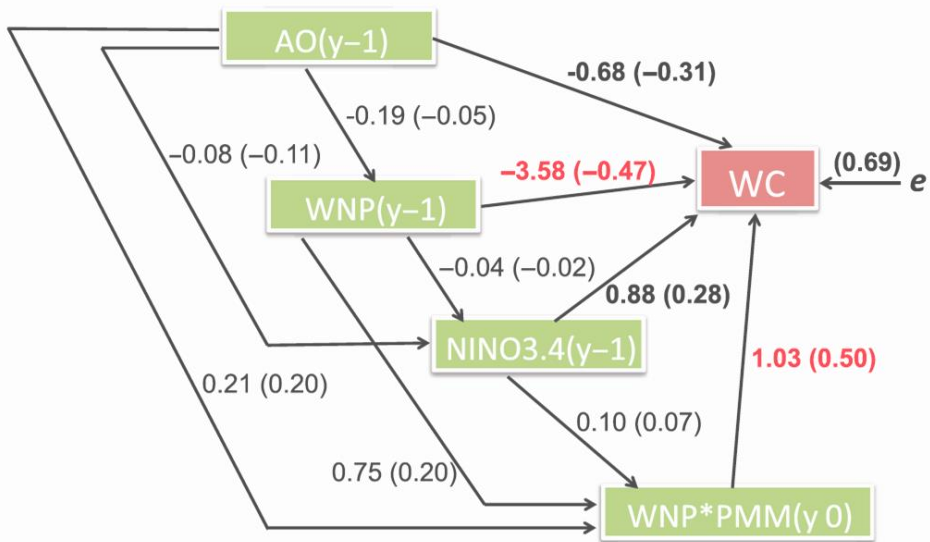 AO(y−1)
-0.68 (−0.31)
-0.19 (−0.05)
−0.08 (−0.11)
−3.58 (−0.47)
WC
(0.69)
e
WNP(y−1)
−0.04 (−0.02)
0.88 (0.28)
NINO3.4(y−1)
1.03 (0.50)
0.21 (0.20)
0.10 (0.07)
0.75 (0.20)
WNP*PMM(y 0)